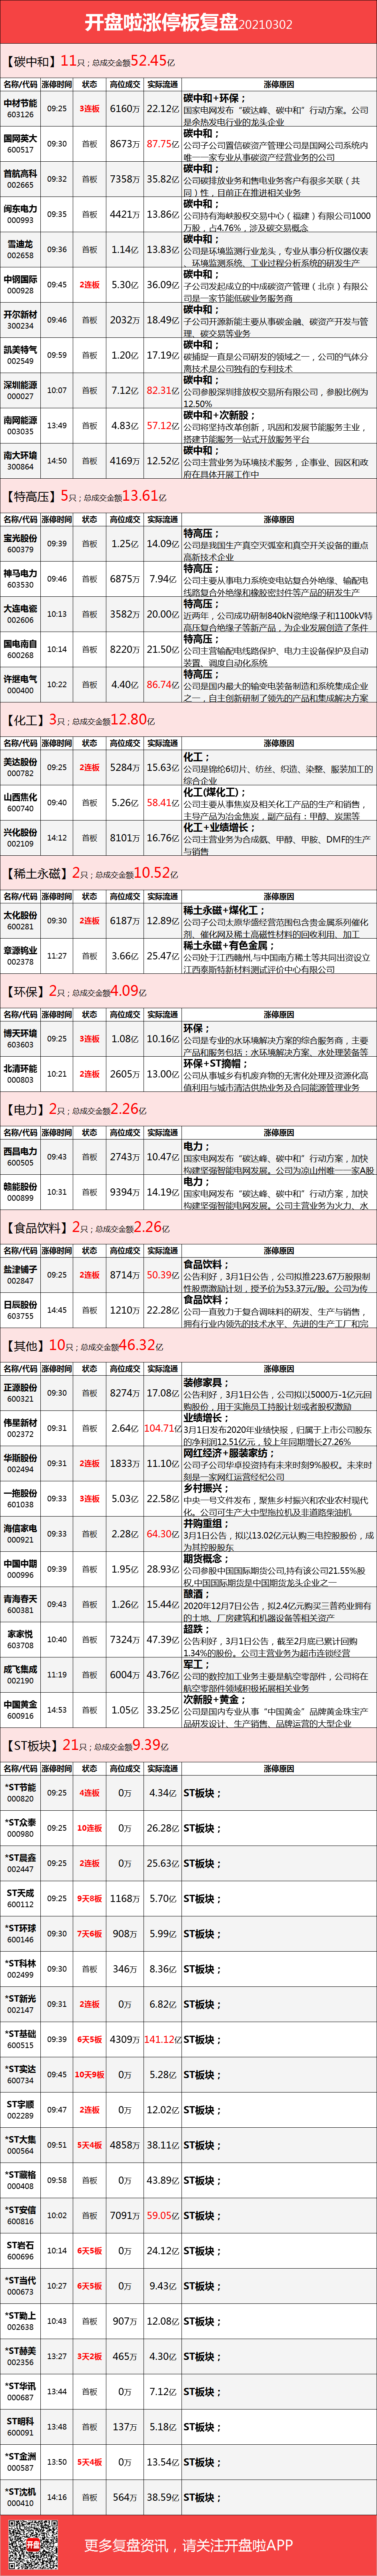 开盘啦涨停板复盘20210302
【碳中和】11只；总成交金额52.45亿
名称/代码 涨停时间 状态 高位成交 实际流通 涨停原因
中材节能 603126 09:25 3连板 6160万 22.12亿 碳中和+环保；
国家电网发布“碳达峰、碳中和”行动方案。公司
是余热发电行业的龙头企业
国网英大 600517 09:30 首板 8673万 87.75亿 碳中和；
公司子公司置信碳资产管理公司是国网公司系统内
唯一一家专业从事碳资产经营业务的公司
首航高科 002665 09:32 首板 7358万 35.82亿 碳中和；
公司碳排放业务和售电业务客户有很多关联（共
同）性，目前正在推进相关业务
闽东电力 000993 09:35 首板 4421万 13.86亿 碳中和；
公司持有海峡股权交易中心（福建）有限公司1000
万股，占4.76%，涉及碳交易概念
雪迪龙 002658 09:36 首板 1.14亿 13.83亿 碳中和；
公司是环境监测行业龙头，专业从事分析仪器仪表
、环境监测系统、工业过程分析系统的研发生产
中钢国际 000928 09:45 2连板 5.30亿 36.09亿 碳中和；
子公司发起成立的中成碳资产管理（北京）有限公
司是一家节能低碳业务服务商
开尔新材 300234 09:46 首板 2032万 18.49亿 碳中和；
子公司开源新能主要从事碳金融、碳资产开发与管
理、碳交易等业务
凯美特气 002549 09:59 首板 1.20亿 17.19亿 碳中和；
碳捕捉一直是公司研发的领域之一，公司的气体分
离技术是公司独有的专利技术
深圳能源 000027 10:07 首板 7.12亿 82.31亿 碳中和；
公司参股深圳排放权交易所有限公司，参股比例为
12.50%
南网能源 003035 13:49 首板 4.83亿 57.12亿 碳中和+次新股；
公司将坚持改革创新，巩固和发展节能服务主业，
搭建节能服务一站式开放服务平台
南大环境 300864 14:50 首板 4169万 12.52亿 碳中和；
公司主营业务为环境技术服务，企事业、园区和政
府在具体开展工作中
【特高压】5只；总成交金额13.61亿
名称/代码 涨停时间 状态 高位成交 实际流通 涨停原因
宝光股份 600379 09:39 首板 1.25亿 14.09亿 特高压；
公司是我国生产真空灭弧室和真空开关设备的重点
高新技术企业
神马电力 603530 09:46 首板 6875万 7.94亿 特高压；
公司主要从事电力系统变电站复合外绝缘、输配电
线路复合外绝缘和橡胶密封件等产品的研发生产
大连电瓷 002606 10:13 首板 3582万 20.00亿 特高压；
近两年，公司成功研制840kN瓷绝缘子和1100kV特
高压复合绝缘子等新产品，为企业发展创造了条件
国电南自 600268 10:14 首板 8220万 21.50亿 特高压；
公司主营输配电线路保护、电力主设备保护及自动
装置、调度自动化系统
许继电气 000400 10:22 首板 4.40亿 86.74亿 特高压；
公司是国内最大的输变电装备制造和系统集成企业
之一，自主创新研制了领先的产品和集成解决方案
【化工】3只；总成交金额12.80亿
名称/代码 涨停时间 状态 高位成交 实际流通 涨停原因
美达股份 000782 09:25 2连板 5284万 15.63亿 化工；
公司是锦纶6切片、纺丝、织造、染整、服装加工的
综合企业
山西焦化 600740 09:40 首板 5.26亿 58.41亿 化工(煤化工)；
公司主要从事焦炭及相关化工产品的生产和销售，
主导产品为冶金焦炭，副产品有：甲醇、炭黑等
兴化股份 002109 14:12 首板 8101万 16.76亿 化工+业绩增长；
公司主营业务为合成氨、甲醇、甲胺、DMF的生产
与销售
【稀土永磁】2只；总成交金额10.52亿
名称/代码 涨停时间 状态 高位成交 实际流通 涨停原因
太化股份 600281 09:30 2连板 6187万 12.89亿 稀土永磁+煤化工；
公司子公司太原华盛经营范围包含贵金属系列催化
剂、催化网及稀土高磁性材料的回收利用、加工
章源钨业 002378 11:27 首板 3.66亿 25.47亿 稀土永磁+有色金属；
公司处于江西赣州,与中国南方稀土等共同出资设立
江西泰斯特新材料测试评价中心有限公司
【环保】2只；总成交金额4.09亿
名称/代码 涨停时间 状态 高位成交 实际流通 涨停原因
博天环境 603603 09:25 3连板 1.08亿 10.16亿 环保；
公司是专业的水环境解决方案的综合服务商，主要
产品和服务包括：水环境解决方案、水处理装备等
北清环能 000803 10:21 2连板 2605万 13.00亿 环保+ST摘帽；
公司从事城乡有机废弃物的无害化处理及资源化高
值利用与城市清洁供热业务及合同能源管理业务
【电力】2只；总成交金额2.26亿
名称/代码 涨停时间 状态 高位成交 实际流通 涨停原因
西昌电力 600505 09:43 首板 2743万 10.47亿 电力；
国家电网发布“碳达峰、碳中和”行动方案，加快
构建坚强智能电网发展。公司为凉山州唯一一家A股
赣能股份 000899 10:31 首板 9394万 14.19亿 电力；
国家电网发布“碳达峰、碳中和”行动方案，加快
构建坚强智能电网发展。公司主营业务为火力、水
【食品饮料】2只；总成交金额2.26亿
名称/代码 涨停时间 状态 高位成交 实际流通 涨停原因
盐津铺子 002847 09:25 2连板 8714万 50.39亿 食品饮料；
公告利好，3月1日公告，公司拟推223.67万股限制
性股票激励计划，授予价为53.37元/股。公司为传
日辰股份 603755 14:45 首板 1210万 22.28亿 食品饮料；
公司一直致力于复合调味料的研发、生产与销售，
拥有行业内领先的技术水平、先进的生产工厂和完
【其他】10只；总成交金额46.32亿
名称/代码 涨停时间 状态 高位成交 实际流通 涨停原因
正源股份 600321 09:30 首板 8274万 17.08亿 装修家具；
公告利好，3月1日公告，公司拟以5000万-1亿元回
购股份，用于实施员工持股计划或者股权激励
伟星新材 002372 09:31 首板 2.64亿 104.71亿 业绩增长；
3月1日发布2020年业绩快报，归属于上市公司股东
的净利润12.51亿元，较上年同期增长27.26%
华斯股份 002494 09:31 2连板 1833万 11.10亿 网红经济+服装家纺；
公司子公司华卓投资持有未来时刻9%股权。未来时
刻是一家网红运营经纪公司
一拖股份 601038 09:33 3连板 5.03亿 22.58亿 乡村振兴；
中央一号文件发布，聚焦乡村振兴和农业农村现代
化。公司可生产大中型拖拉机及非道路柴油机
海信家电 000921 09:33 首板 2.28亿 64.30亿 并购重组；
3月1日公告，拟以13.02亿元认购三电控股股份，成
为其控股股东
中国中期 000996 09:39 首板 1.95亿 28.93亿 期货概念；
公司参股中国国际期货公司,持有该公司21.55%股
权,中国国际期货是中国期货龙头企业之一
青海春天 600381 09:43 首板 1.26亿 15.44亿 酿酒；
2020年12月7日公告，拟2.4亿元购买三普药业拥有
的土地、厂房建筑和机器设备等相关资产
家家悦 603708 10:40 首板 7324万 47.39亿 超跌；
公告利好，3月1日公告，截至2月底已累计回购
1.34%的股份。公司主营业务为超市连锁经营
成飞集成 002190 11:19 首板 6004万 43.76亿 军工；
公司的数控加工业务主要是航空零部件，公司将在
航空零部件领域积极拓展相关业务
中国黄金 600916 14:53 首板 1.05亿 33.25亿 次新股+黄金；
公司是国内专业从事“中国黄金”品牌黄金珠宝产
品研发设计、生产销售、品牌运营的大型企业
【ST板块】21只；总成交金额9.39亿
名称/代码 涨停时间 状态 高位成交 实际流通 涨停原因
*ST节能 000820 09:25 4连板 0万 4.34亿 ST板块；
*ST众泰 000980 09:25 10连板 0万 26.28亿 ST板块；
*ST晨鑫 002447 09:25 2连板 0万 25.63亿 ST板块；
ST天成 600112 09:25 9天8板 1168万 5.70亿 ST板块；
*ST环球 600146 09:30 7天6板 908万 5.99亿 ST板块；
*ST科林 002499 09:30 首板 346万 8.36亿 ST板块；
*ST新光 002147 09:31 2连板 0万 6.82亿 ST板块；
*ST基础 600515 09:39 6天5板 4309万 141.12亿 ST板块；
*ST实达 600734 09:45 10天9板 0万 5.28亿 ST板块；
ST宇顺 002289 09:47 2连板 0万 12.02亿 ST板块；
*ST大集 000564 09:51 5天4板 4858万 38.11亿 ST板块；
*ST藏格 000408 09:58 首板 0万 43.89亿 ST板块；
*ST安信 600816 10:02 首板 7091万 59.05亿 ST板块；
ST岩石 600696 10:14 6天5板 0万 24.12亿 ST板块；
*ST当代 000673 10:27 6天5板 0万 9.43亿 ST板块；
*ST勤上 002638 10:43 首板 907万 12.08亿 ST板块；
*ST赫美 002356 13:27 3天2板 465万 4.30亿 ST板块；
*ST华讯 000687 13:44 首板 0万 7.12亿 ST板块；
ST明科 600091 13:48 首板 137万 5.18亿 ST板块；
*ST金洲 000587 13:50 5天4板 0万 13.54亿 ST板块；
*ST沈机 000410 14:16 首板 564万 38.59亿 ST板块；
开盘
更多复盘资讯，请关注开盘啦APP